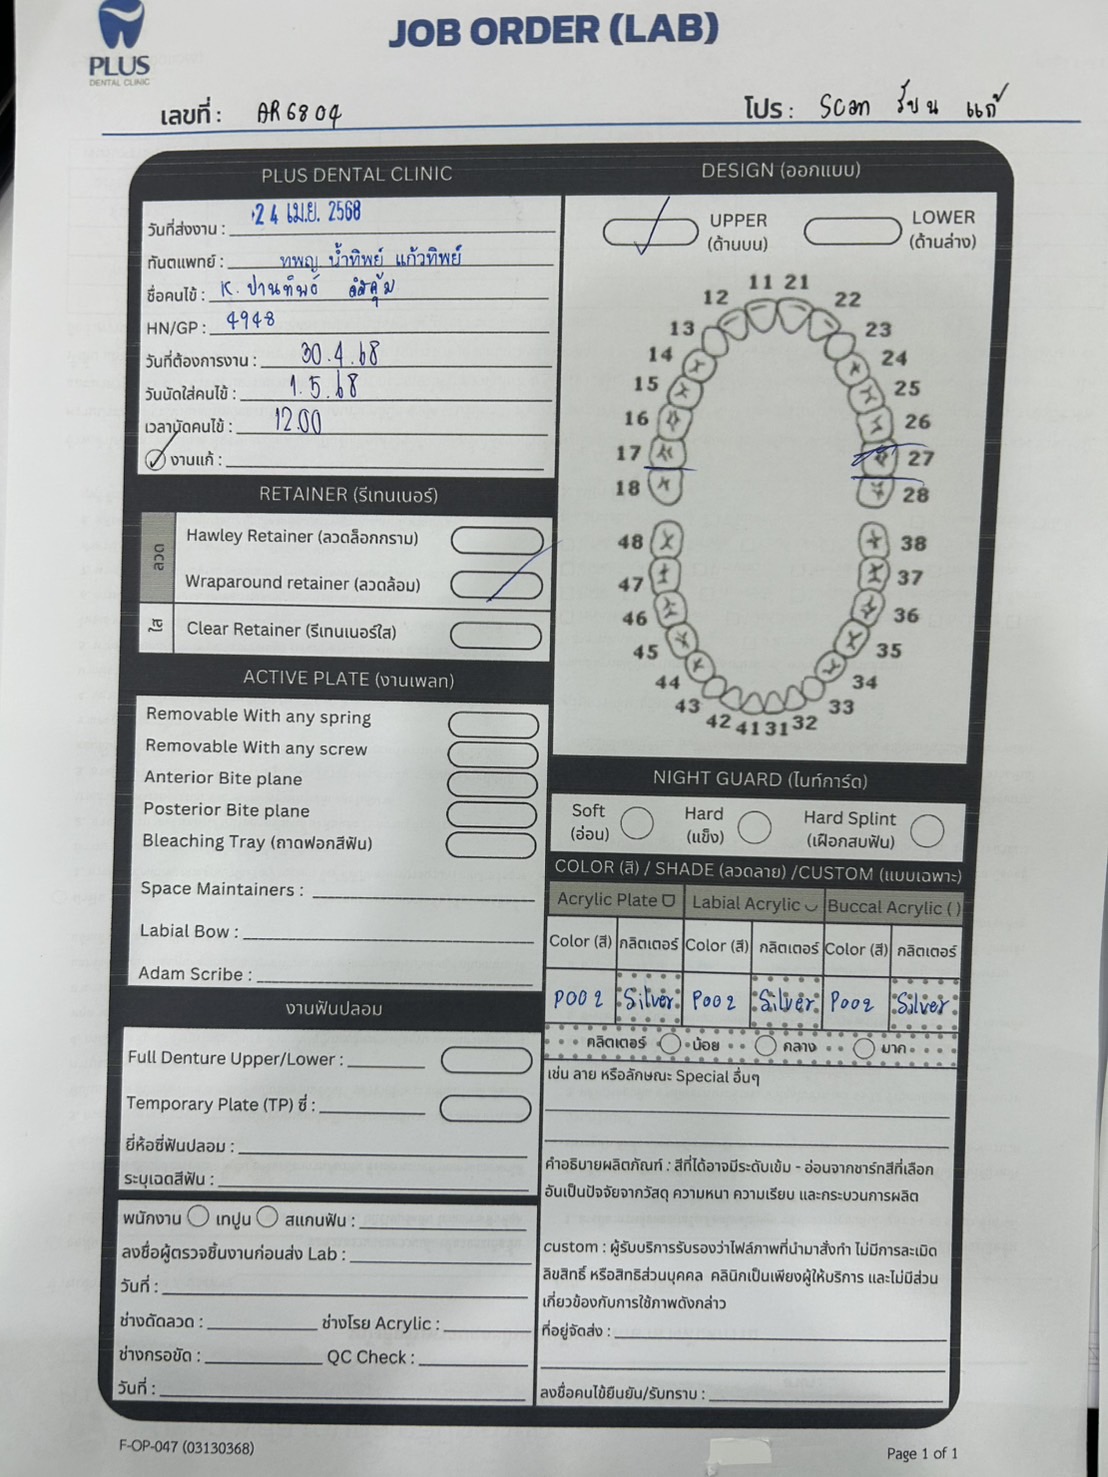 PLUS
DENTAL CLINIC
JOB ORDER (LAB)
เลขที่ : AR6804
โปร : Scan ร้บน แก้
PLUS DENTAL CLINIC
วันที่ส่งงาน : 24 เม.ย. 2568
ทันตแพทย์ : ทพญ น้ำทิพย์ แก้วทิพย์
ชื่อคนไข้ : K. ปานทิพย์
HN/GP : 4948
วันที่ต้องการงาน : 30.4.68
วันนัดใส่คนไข้ : 1.5.68
เวลานัดคนไข้ : 12.00
งานแก้ :
RETAINER (รีเทนเนอร์)
ลวด
Hawley Retainer (ลวดล็อกกราม)
Wraparound retainer (ลวดล้อม)
ใส
Clear Retainer (รีเทนเนอร์ใส)
ACTIVE PLATE (งานเพลท)
Removable With any spring
Removable With any screw
Anterior Bite plane
Posterior Bite plane
Bleaching Tray (ถาดฟอกสีฟัน)
Space Maintainers :
Labial Bow :
Adam Scribe :
งานฟันปลอม
Full Denture Upper/Lower :
Temporary Plate (TP) ซี่ :
ยี่ห้อซี่ฟันปลอม :
ระบุเฉดสีฟัน :
พนักงาน เทปูน สแกนฟัน :
ลงชื่อผู้ตรวจชิ้นงานก่อนส่ง Lab :
วันที่ :
ช่างดัดลวด : ช่างโรย Acrylic :
ช่างกรอขัด : QC Check :
วันที่ :
DESIGN (ออกแบบ)
UPPER (ด้านบน)
LOWER (ด้านล่าง)
11 21
12 22
13 23
14 24
15 25
16 26
17 27
18 28
48 38
47 37
46 36
45 35
44 34
43 33
42 41 31 32
NIGHT GUARD (ไนท์การ์ด)
Soft (อ่อน)
Hard (แข็ง)
Hard Splint (เฝือกสบฟัน)
COLOR (สี) / SHADE (ลวดลาย) /CUSTOM (แบบเฉพาะ)
Acrylic Plate Labial Acrylic Buccal Acrylic ( )
Color (สี) กลิตเตอร์ Color (สี) กลิตเตอร์ Color (สี) กลิตเตอร์
P002 Silver P002 Silver P002 Silver
คลิตเตอร์ น้อย กลาง มาก
เช่น ลาย หรือลักษณะ Special อื่นๆ
คำอธิบายผลิตภัณฑ์ : สีที่ได้อาจมีระดับเข้ม - อ่อนจากชาร์ทสีที่เลือก
อันเป็นปัจจัยจากวัสดุ ความหนา ความเรียบ และกระบวนการผลิต
custom : ผู้รับบริการรับรองว่าไฟล์ภาพที่นำมาสั่งทำ ไม่มีการละเมิด
ลิขสิทธิ์ หรือสิทธิส่วนบุคคล คลินิกเป็นเพียงผู้ให้บริการ และไม่มีส่วน
เกี่ยวข้องกับการใช้ภาพดังกล่าว
ที่อยู่จัดส่ง :
ลงชื่อคนไข้ยืนยัน/รับทราบ :
F-OP-047 (03130368)
Page 1 of 1